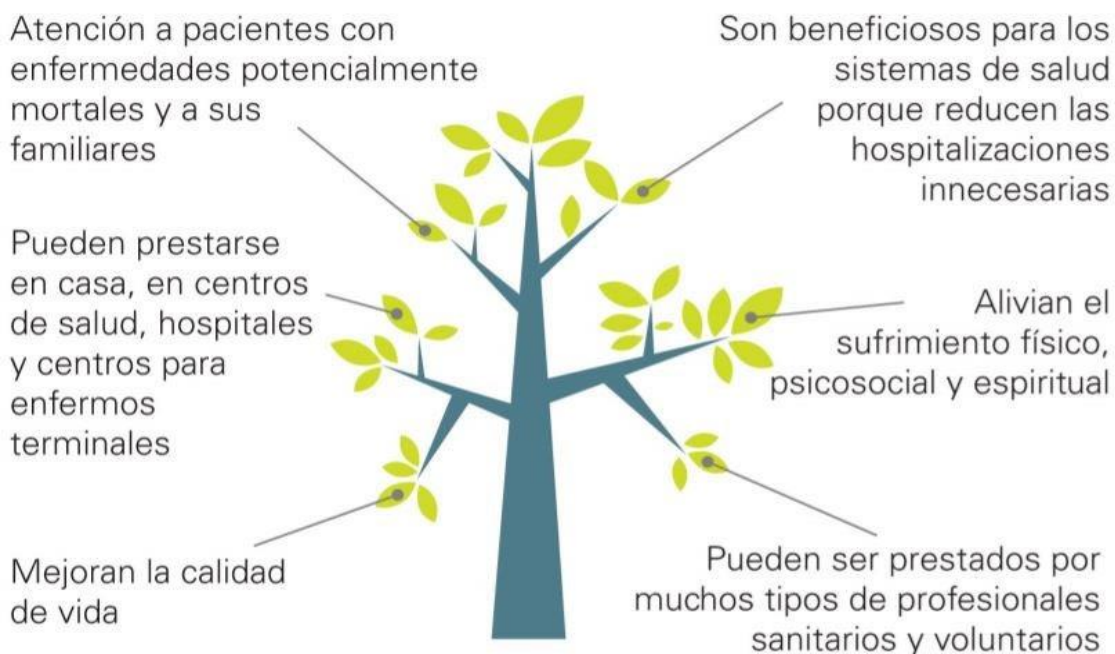 Atención a pacientes con
enfermedades potencialmente
mortales y a sus
familiares
Pueden prestarse
en casa, en centros
de salud, hospitales
y centros para
enfermos
terminales
Mejoran la calidad
de vida
Son beneficiosos para los
sistemas de salud
porque reducen las
hospitalizaciones
innecesarias
Alivian el
sufrimiento físico,
psicosocial y espiritual
Pueden ser prestados por
muchos tipos de profesionales
sanitarios y voluntarios